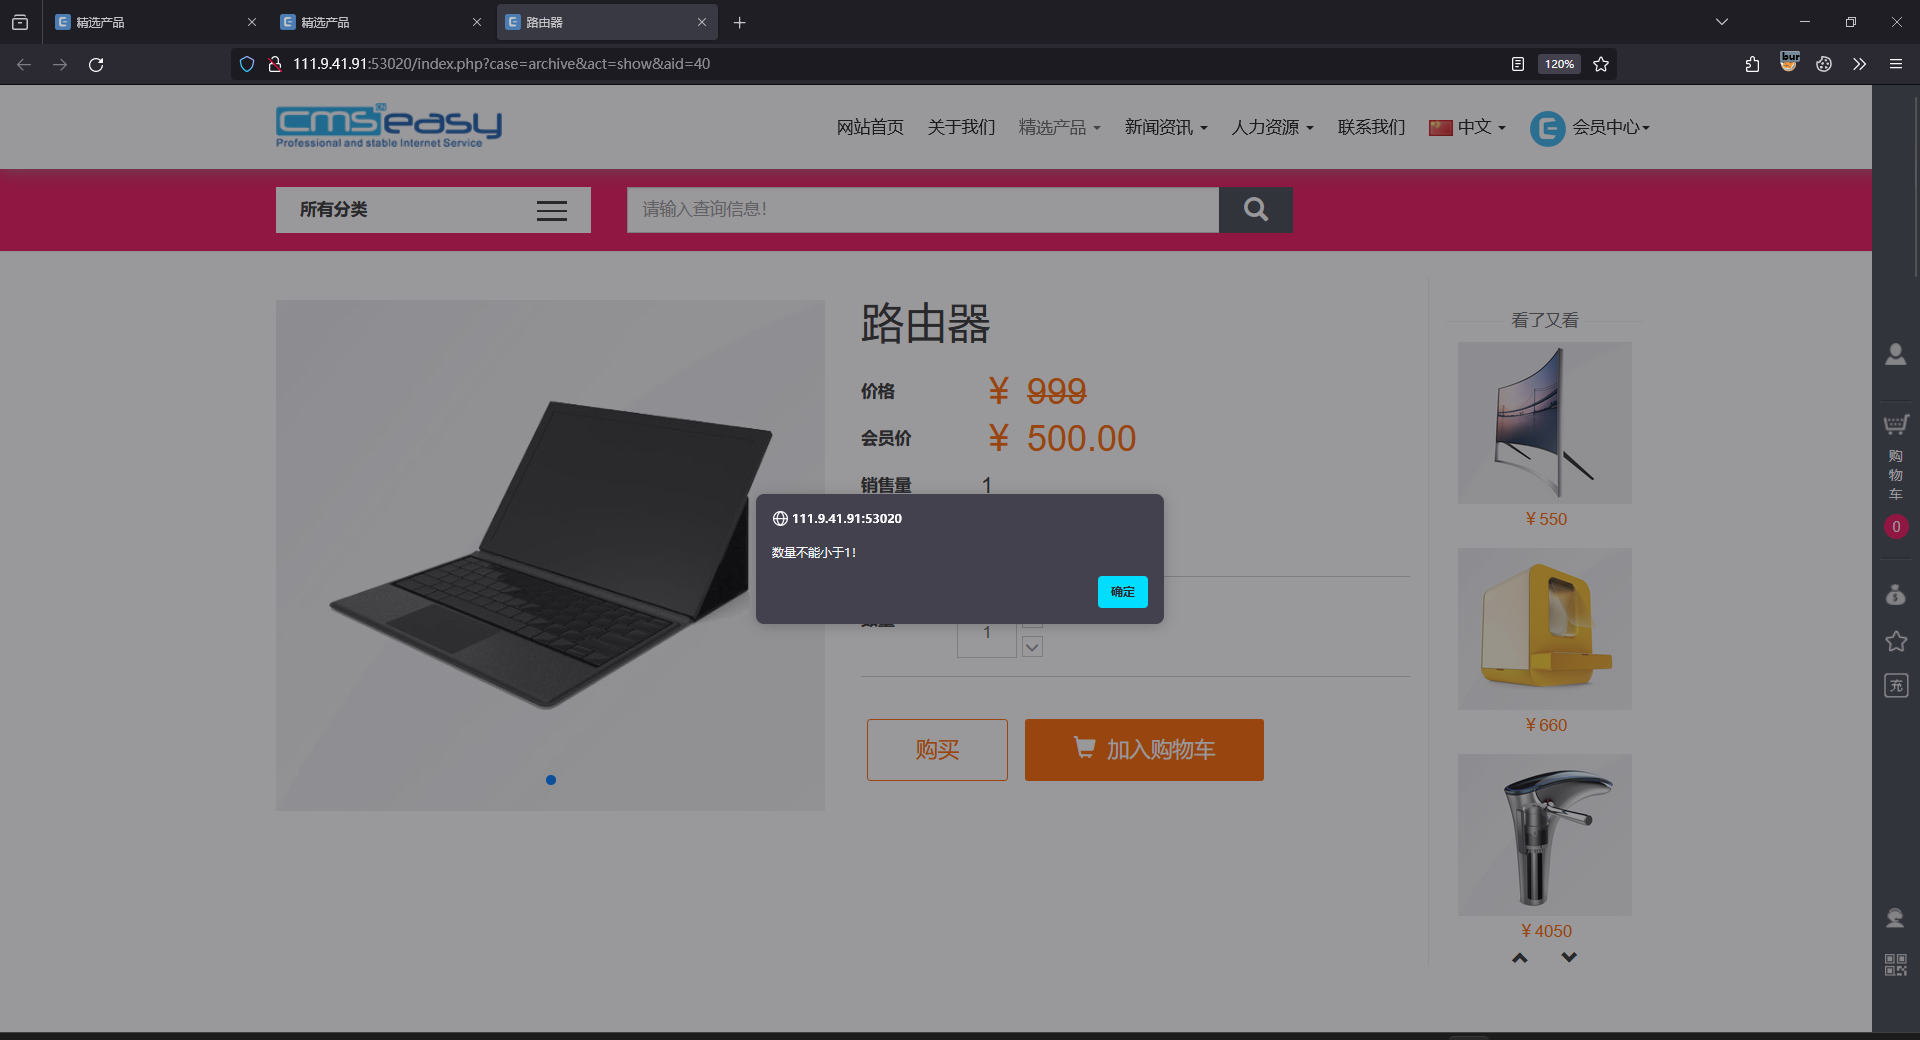 精选产品
精选产品
路由器
111.9.41.91:53020/index.php?case=archive&act=show&aid=40
120%
bur
cmseasy
CN
Professional and stable Internet Service
网站首页
关于我们
精选产品
新闻资讯
人力资源
联系我们
中文
会员中心
所有分类
请输入查询信息!
路由器
价格
¥ 999
会员价
¥ 500.00
销售量
1
111.9.41.91:53020
数量不能小于1!
确定
数量
1
购买
加入购物车
看了又看
¥ 550
¥ 660
¥ 4050
购物车
0
充